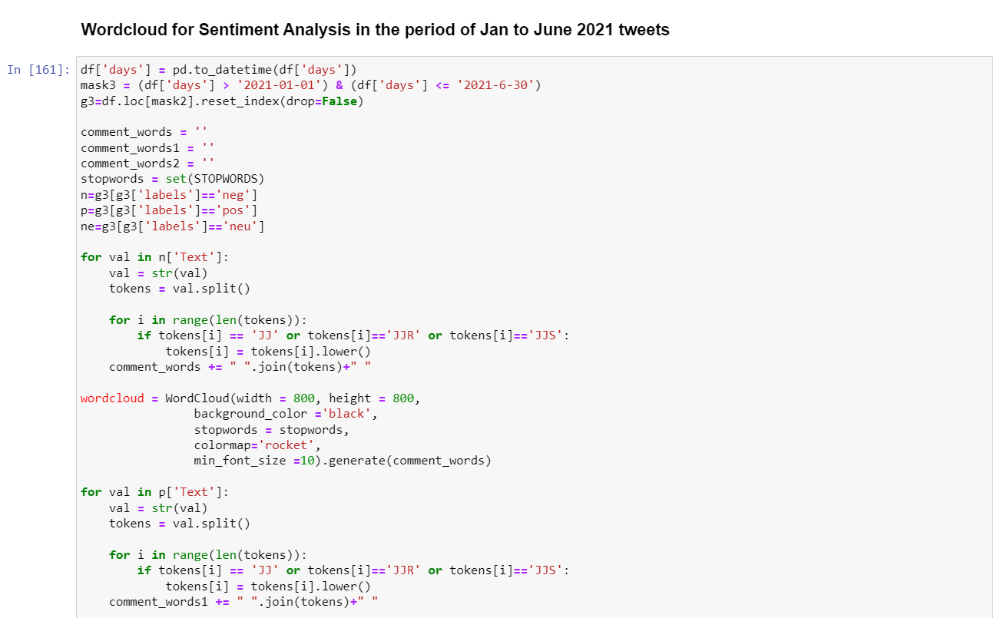 Wordcloud for Sentiment Analysis in the period of Jan to June 2021 tweets
In [161]: df['days'] = pd.to_datetime(df['days'])
mask3 = (df['days'] > '2021-01-01') & (df['days'] <= '2021-6-30')
g3=df.loc[mask2].reset_index(drop=False)

comment_words = ''
comment_words1 = ''
comment_words2 = ''
stopwords = set(STOPWORDS)
n=g3[g3['labels']=='neg']
p=g3[g3['labels']=='pos']
ne=g3[g3['labels']=='neu']

for val in n['Text']:
    val = str(val)
    tokens = val.split()

    for i in range(len(tokens)):
        if tokens[i] == 'JJ' or tokens[i]=='JJR' or tokens[i]=='JJS':
            tokens[i] = tokens[i].lower()
    comment_words += " ".join(tokens)+" "

wordcloud = WordCloud(width = 800, height = 800,
                background_color ='black',
                stopwords = stopwords,
                colormap='rocket',
                min_font_size =10).generate(comment_words)

for val in p['Text']:
    val = str(val)
    tokens = val.split()

    for i in range(len(tokens)):
        if tokens[i] == 'JJ' or tokens[i]=='JJR' or tokens[i]=='JJS':
            tokens[i] = tokens[i].lower()
    comment_words1 += " ".join(tokens)+" "